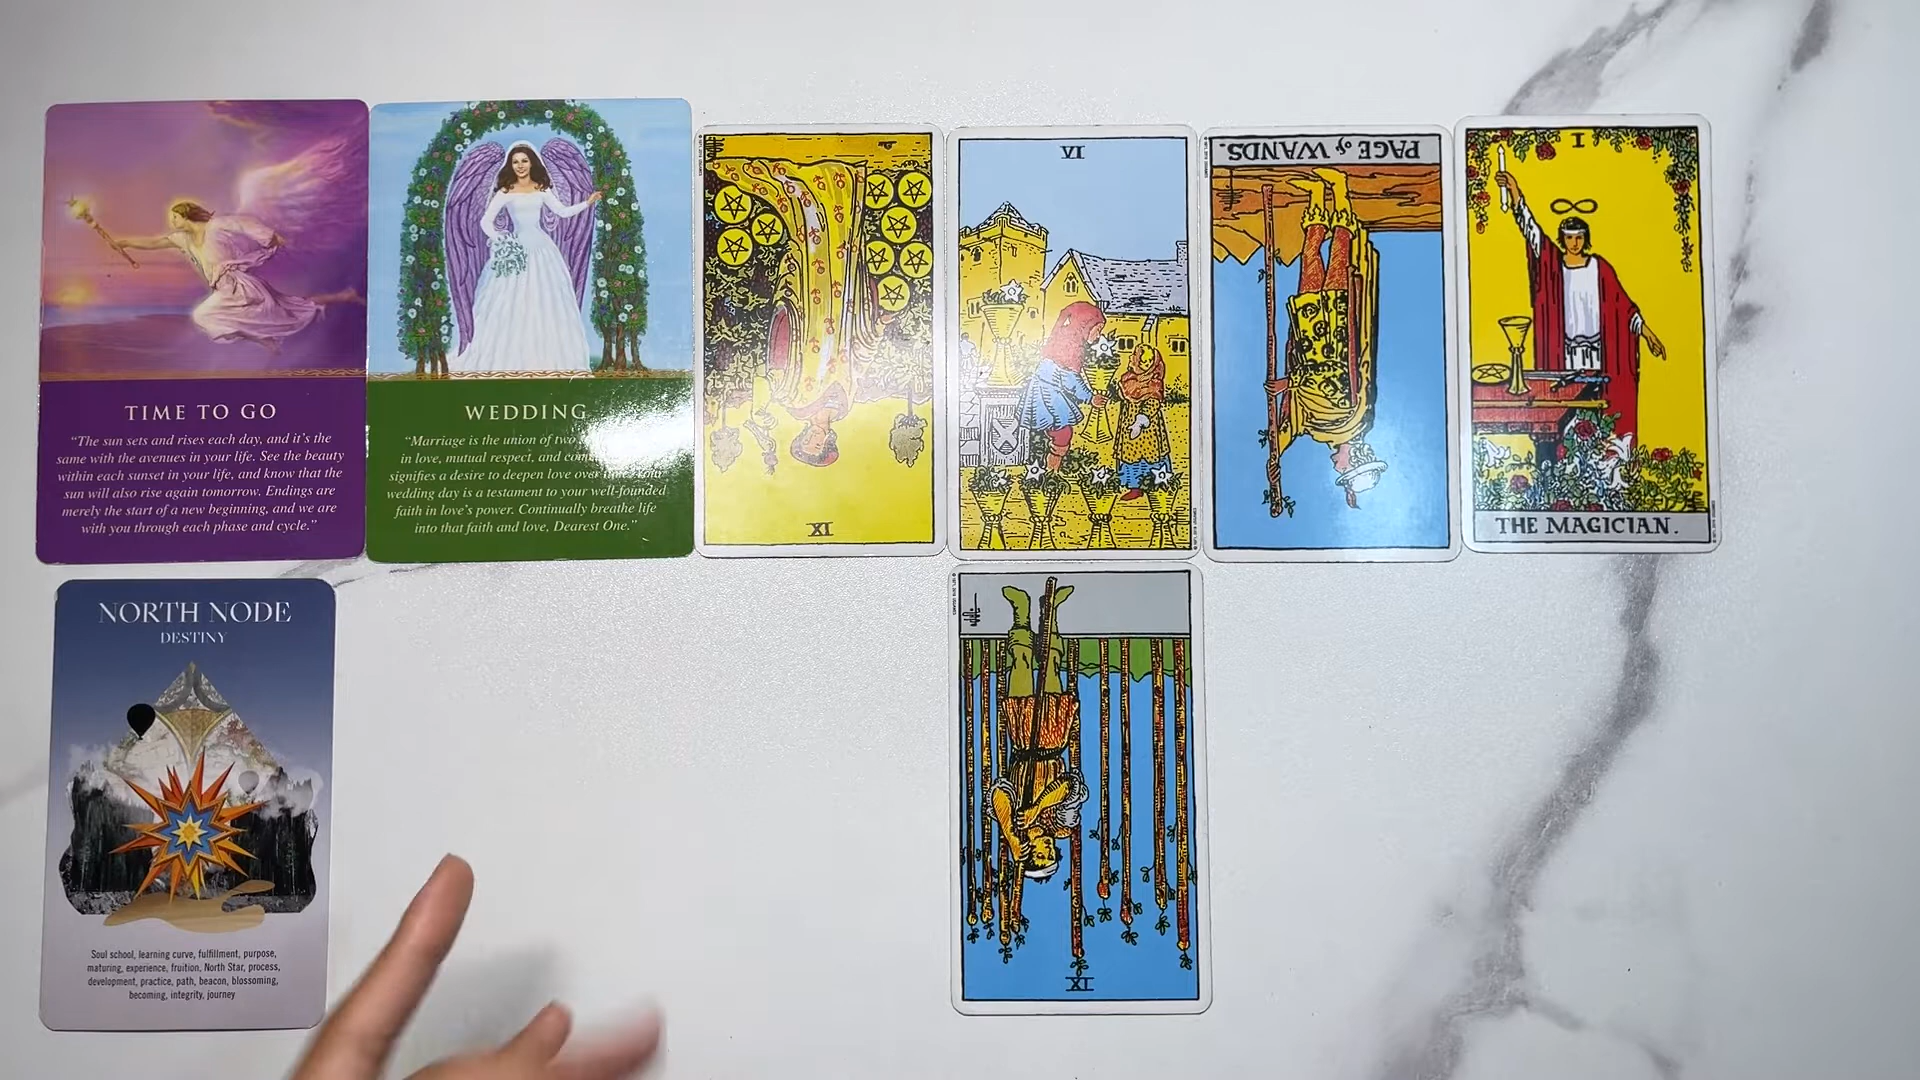 TIME TO GO
"The sun sets and rises each day, and it's the
same with the avenues in your life. See the beauty
within each sunset in your life, and know that the
sun will also rise again tomorrow. Endings are
merely the start of a new beginning, and we are
with you through each phase and cycle."
WEDDING
"Marriage is the union of two
in love, mutual respect, and
signifies a desire to deepen love
wedding day is a testament to your well-founded
faith in love's power. Continually breathe life
into that faith and love, Dearest One."
IX
VI
PAGE of WANDS.
I
THE MAGICIAN.
NORTH NODE
DESTINY
Soul school, learning curve, fulfillment, purpose,
maturing, experience, fruition, North Star, process,
development, practice, path, beacon, blossoming,
becoming, integrity, journey
IX